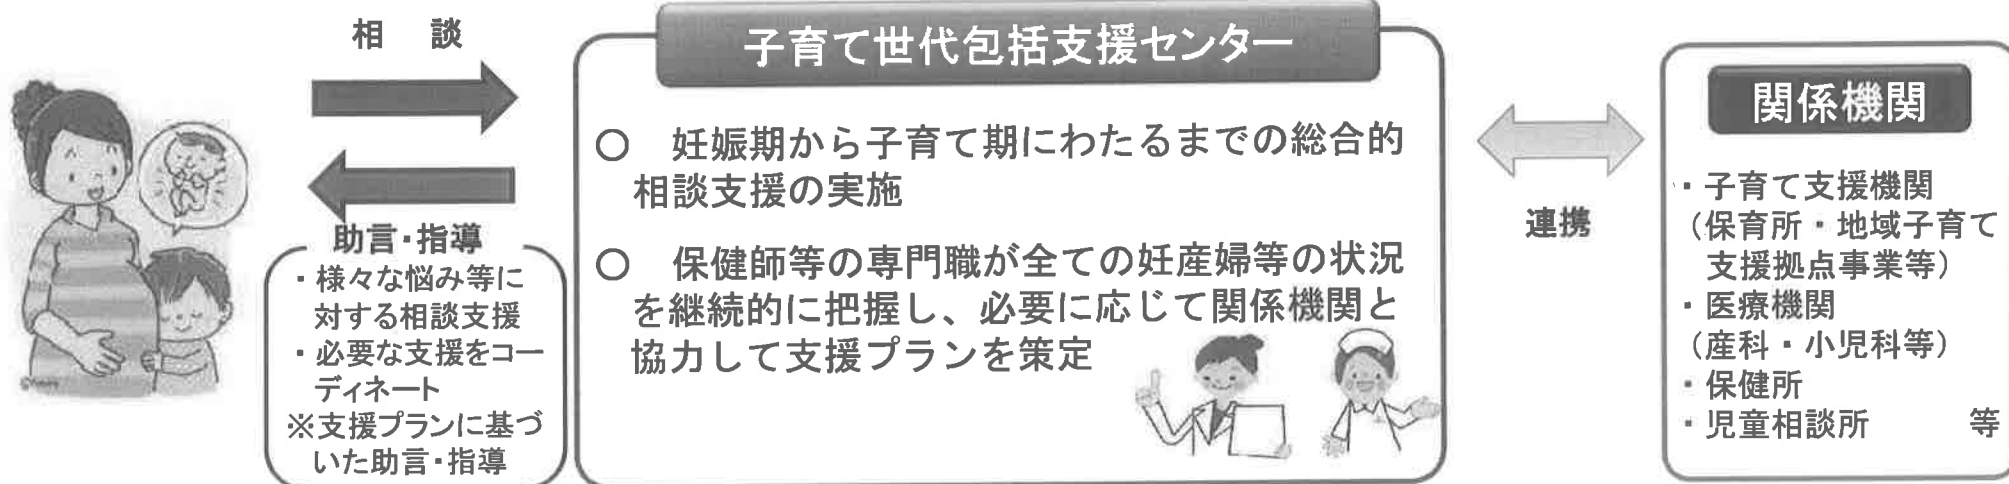 相　談
助言・指導
・様々な悩み等に
対する相談支援
・必要な支援をコー
ディネート
※支援プランに基づ
いた助言・指導
子育て世代包括支援センター
○　妊娠期から子育て期にわたるまでの総合的
相談支援の実施
○　保健師等の専門職が全ての妊産婦等の状況
を継続的に把握し、必要に応じて関係機関と
協力して支援プランを策定
連携
関係機関
・子育て支援機関
（保育所・地域子育て
支援拠点事業等）
・医療機関
（産科・小児科等）
・保健所
・児童相談所　　　等